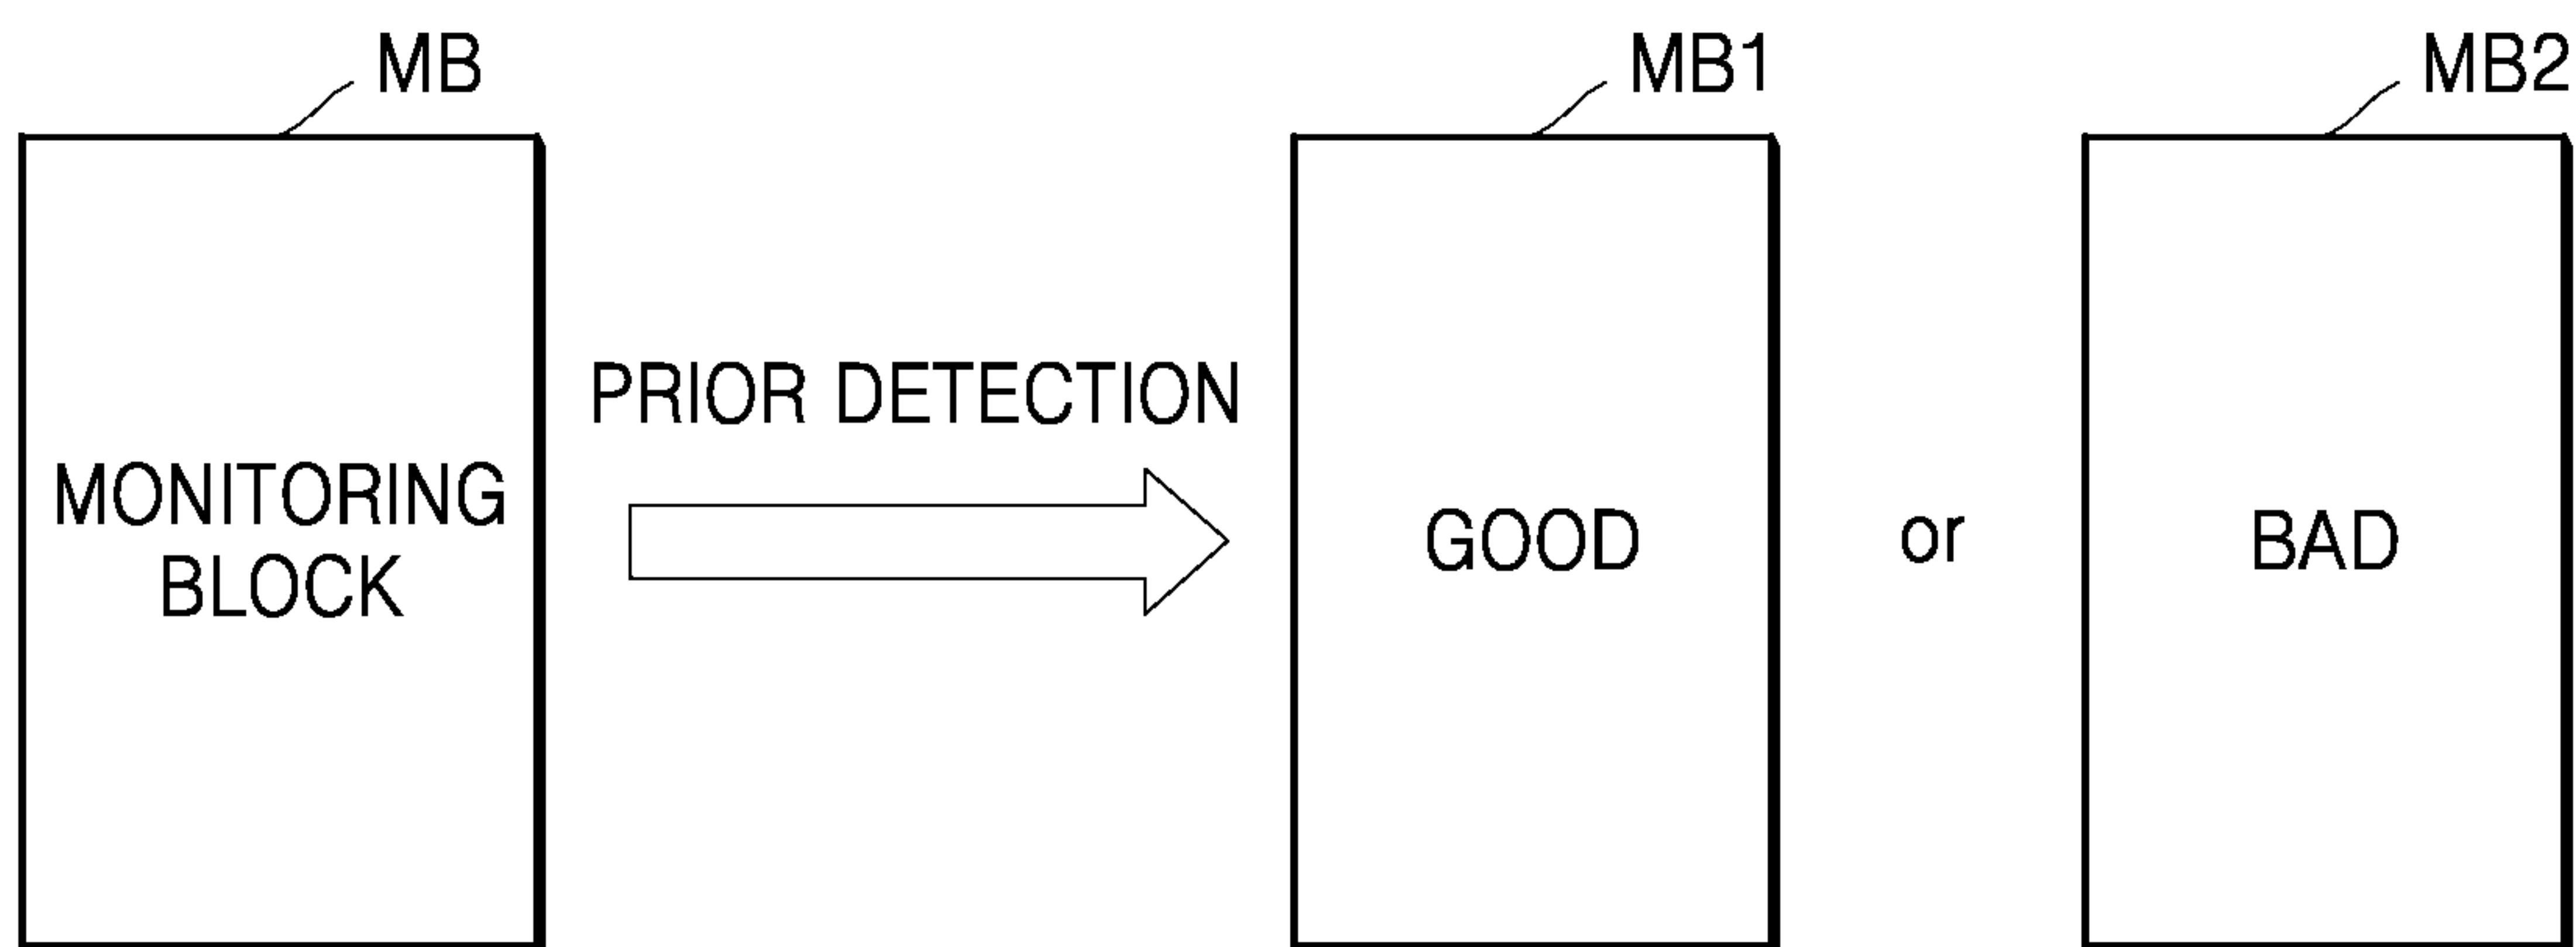 MB
MB1
MB2
MONITORING
BLOCK
PRIOR DETECTION
GOOD
or
BAD